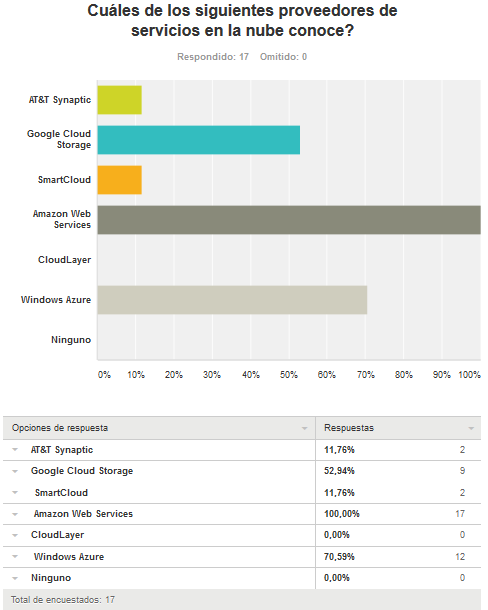 Cuáles de los siguientes proveedores de
servicios en la nube conoce?
Respondido: 17 Omitido: 0
AT&T Synaptic
Google Cloud
Storage
SmartCloud
Amazon Web
Services
CloudLayer
Windows Azure
Ninguno
0% 10% 20% 30% 40% 50% 60% 70% 80% 90% 100%
Opciones de respuesta Respuestas
AT&T Synaptic 11,76% 2
Google Cloud Storage 52,94% 9
SmartCloud 11,76% 2
Amazon Web Services 100,00% 17
CloudLayer 0,00% 0
Windows Azure 70,59% 12
Ninguno 0,00% 0
Total de encuestados: 17